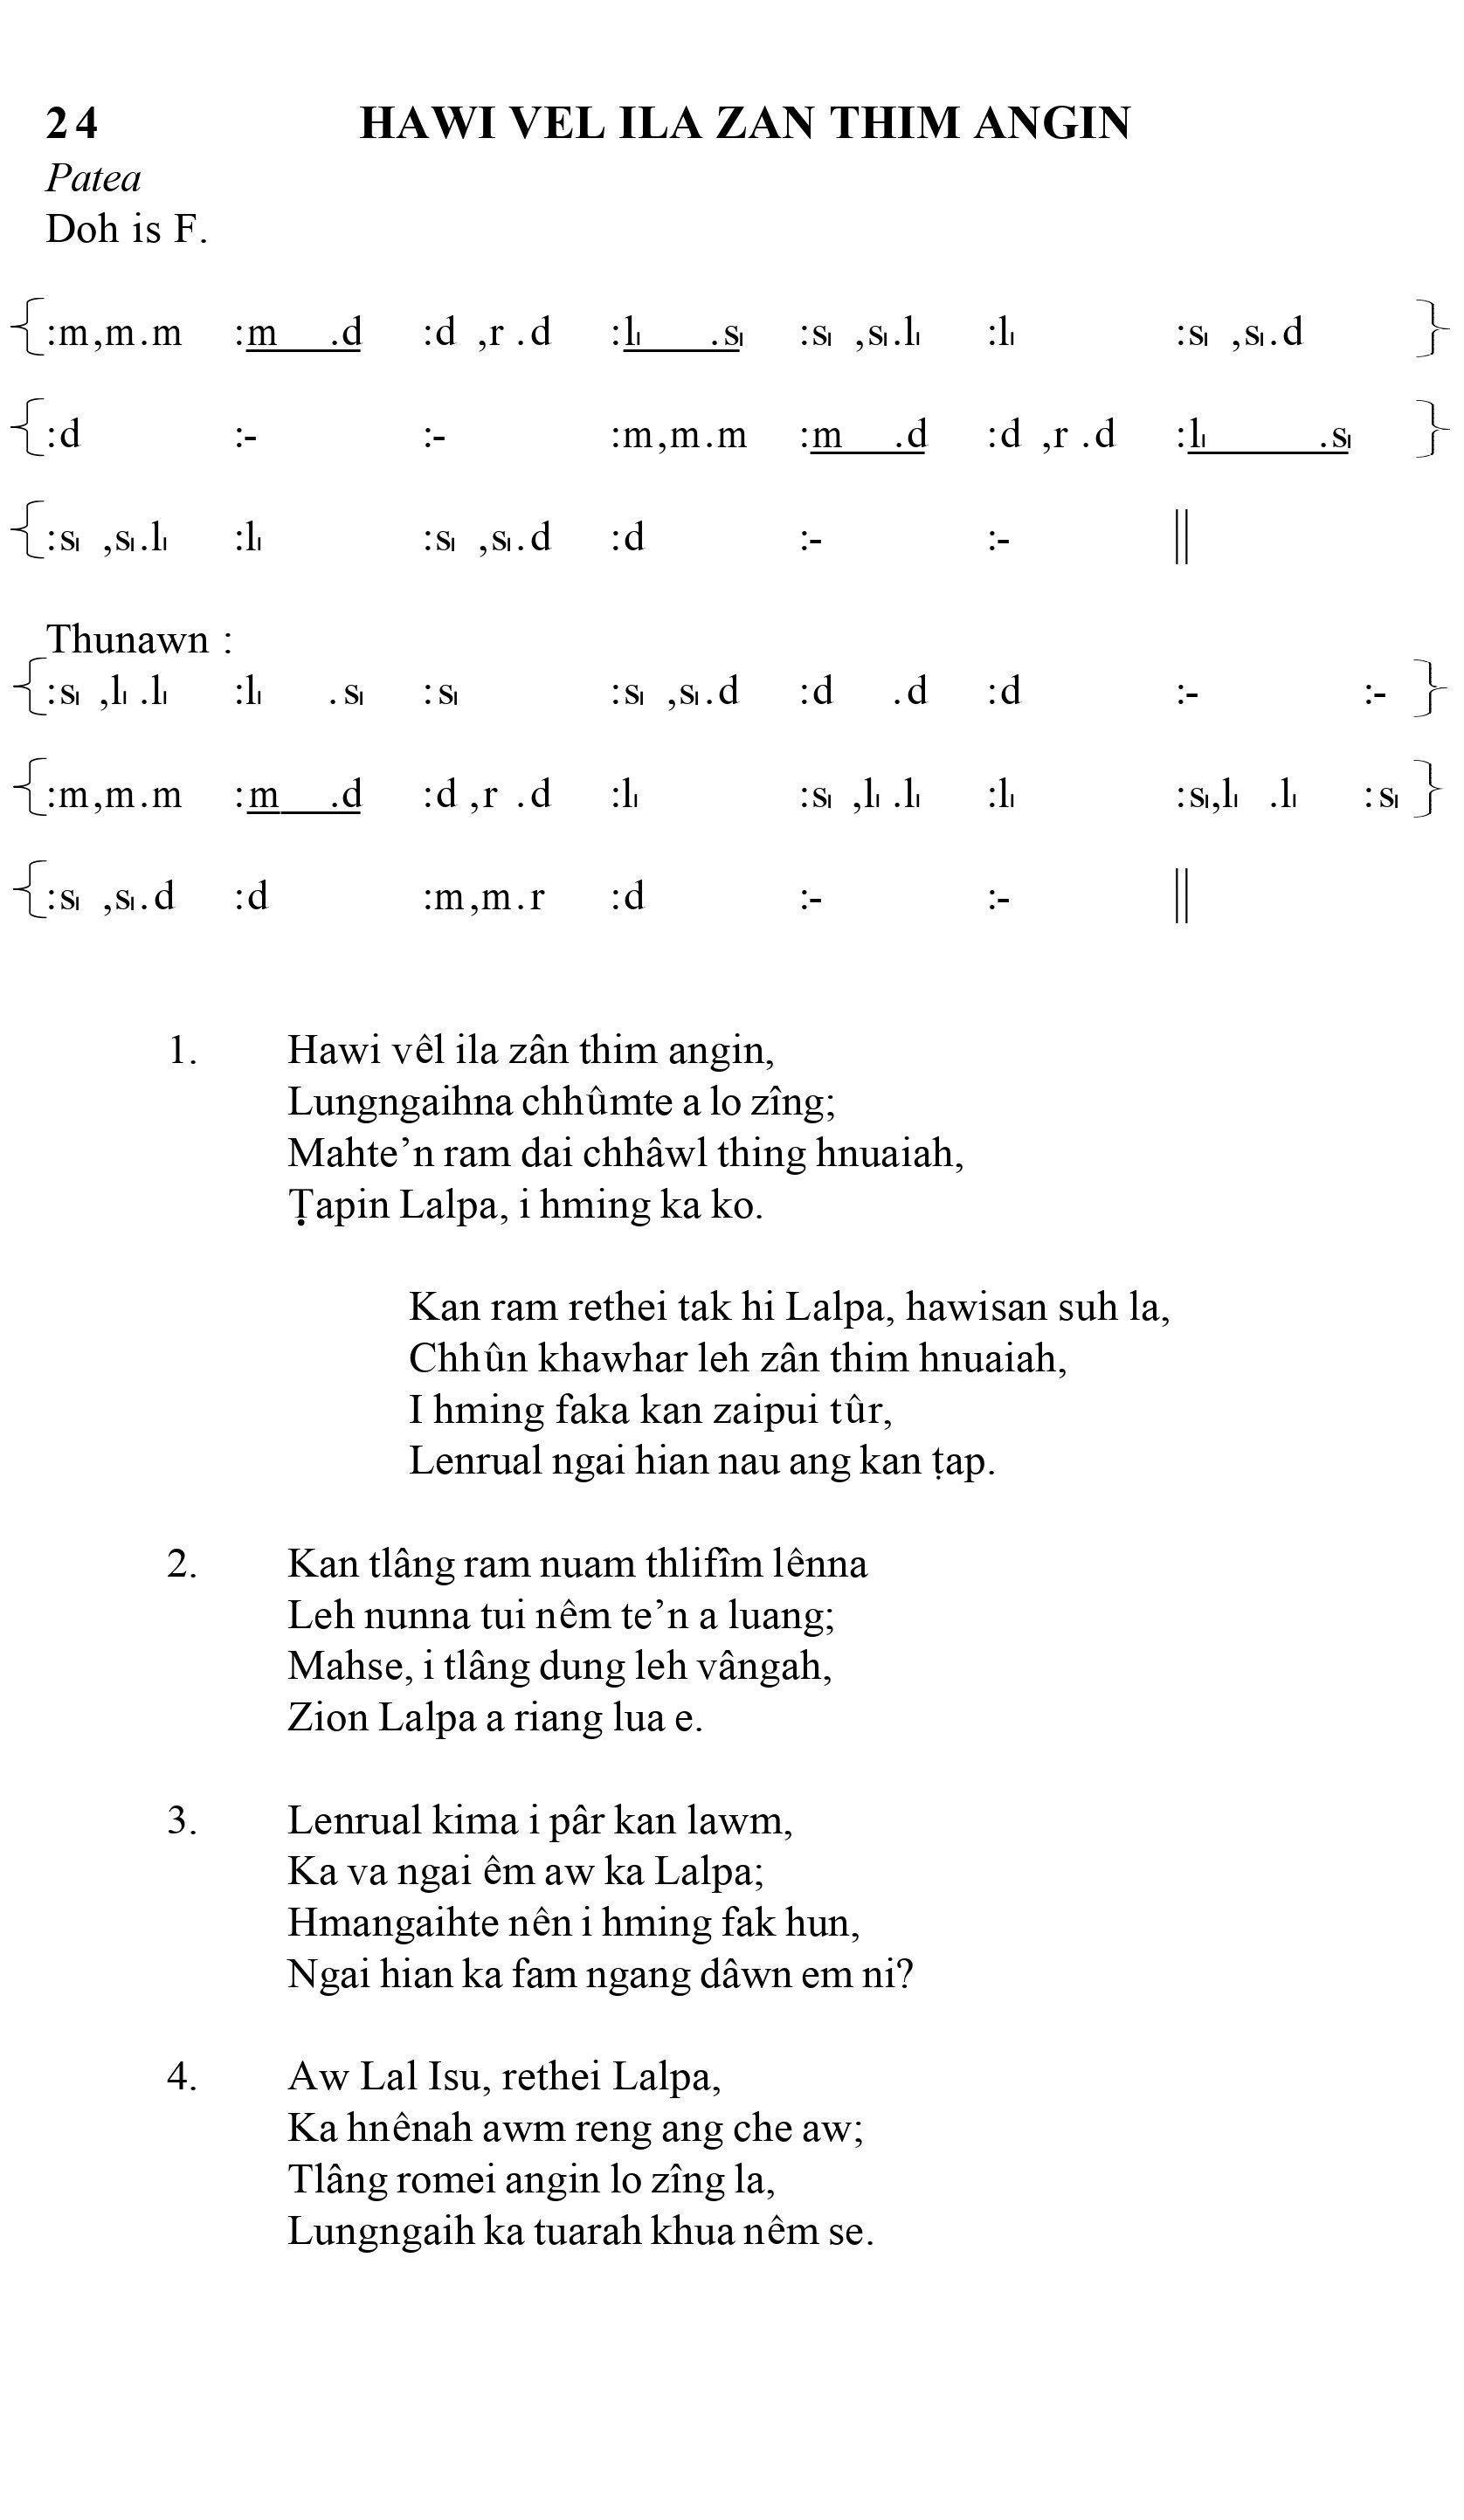 24 HAWI VEL ILA ZAN THIM ANGIN
Patea
Doh is F.
{:m,m.m :m .d :d ,r .d :l₁ .s₁ :s₁ ,s₁.l₁ :l₁ :s₁ ,s₁.d }
{:d :- :- :m,m.m :m .d :d ,r .d :l₁ .s₁ }
{:s₁ ,s₁.l₁ :l₁ :s₁ ,s₁.d :d :- :- ||
Thunawn :
{:s₁ ,l₁ .l₁ :l₁ .s₁ :s₁ :s₁ ,s₁.d :d .d :d :- :- }
{:m,m.m :m .d :d ,r .d :l₁ :s₁ ,l₁ .l₁ :l₁ :s₁,l₁ .l₁ :s₁ }
{:s₁ ,s₁.d :d :m,m.r :d :- :- ||
1. Hawi vêl ila zân thim angin,
Lungngaihna chhûmte a lo zîng;
Mahte’n ram dai chhâwl thing hnuaiah,
Ṭapin Lalpa, i hming ka ko.
Kan ram rethei tak hi Lalpa, hawisan suh la,
Chhûn khawhar leh zân thim hnuaiah,
I hming faka kan zaipui tûr,
Lenrual ngai hian nau ang kan ṭap.
2. Kan tlâng ram nuam thlifîm lênna
Leh nunna tui nêm te’n a luang;
Mahse, i tlâng dung leh vângah,
Zion Lalpa a riang lua e.
3. Lenrual kima i pâr kan lawm,
Ka va ngai êm aw ka Lalpa;
Hmangaihte nên i hming fak hun,
Ngai hian ka fam ngang dâwn em ni?
4. Aw Lal Isu, rethei Lalpa,
Ka hnênah awm reng ang che aw;
Tlâng romei angin lo zîng la,
Lungngaih ka tuarah khua nêm se.